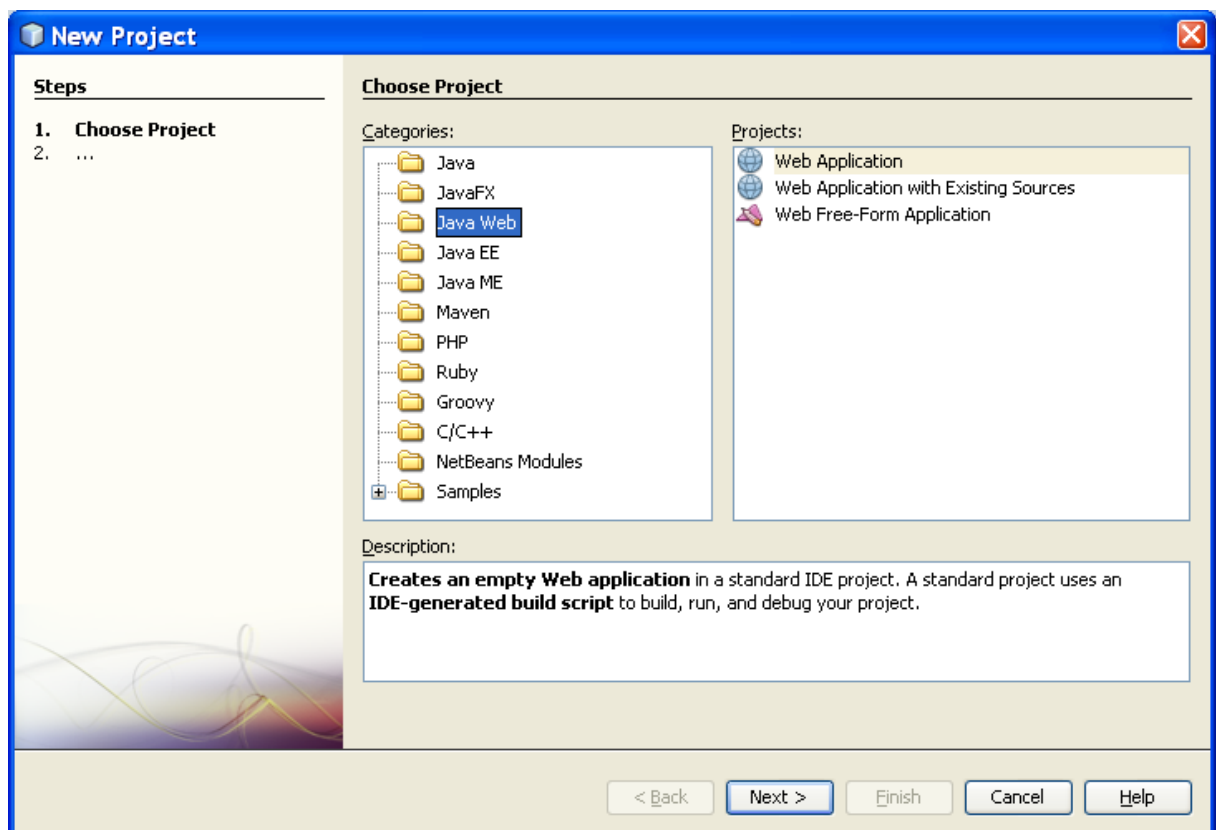 New Project
Steps
1. Choose Project
2. ...
Choose Project
Categories:
Java
JavaFX
Java Web
Java EE
Java ME
Maven
PHP
Ruby
Groovy
C/C++
NetBeans Modules
Samples
Projects:
Web Application
Web Application with Existing Sources
Web Free-Form Application
Description:
Creates an empty Web application in a standard IDE project. A standard project uses an
IDE-generated build script to build, run, and debug your project.
< Back
Next >
Finish
Cancel
Help